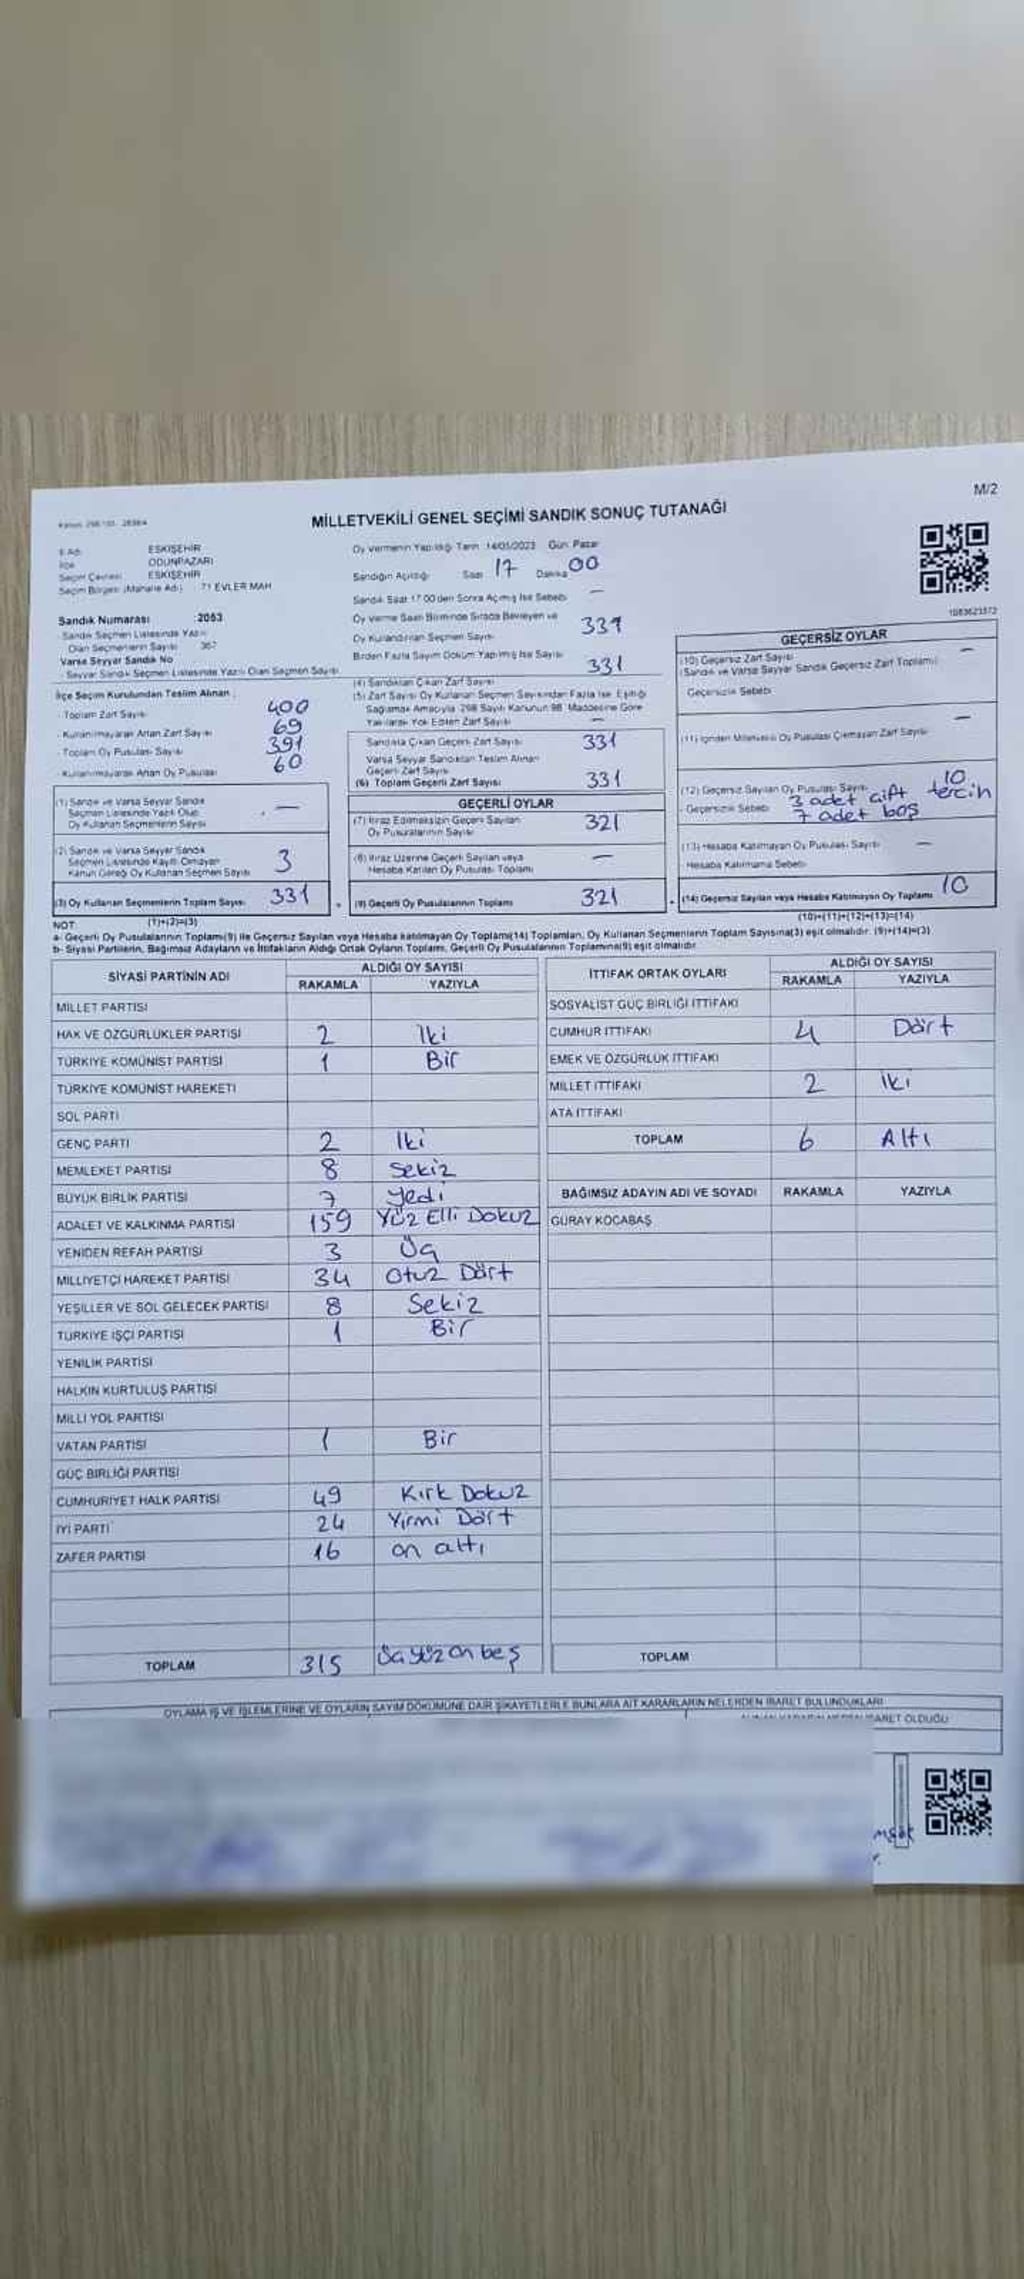 M/2
MİLLETVEKİLİ GENEL SEÇİMİ SANDIK SONUÇ TUTANAĞI
İl Adı ESKİŞEHİR
İlçe ODUNPAZARI
Seçim Çevresi ESKİŞEHİR
Seçim Bölgesi (Mahalle Adı) 71 EVLER MAH
Sandık Numarası :2053
Sandık Seçmen Listesinde Yazılı
Olan Seçmenlerin Sayısı 367
Varsa Seyyar Sandık No
Seyyar Sandık Seçmen Listesinde Yazılı Olan Seçmen Sayısı
İlçe Seçim Kurulundan Teslim Alınan
- Toplam Zarf Sayısı 400
- Kullanılmayarak Artan Zarf Sayısı 69
- Toplam Oy Pusulası Sayısı 391
- Kullanılmayarak Artan Oy Pusulası 60
(1) Sandık ve Varsa Seyyar Sandık
Seçmen Listesinde Yazılı Olup
Oy Kullanan Seçmenlerin Sayısı —
(2) Sandık ve Varsa Seyyar Sandık
Seçmen Listesinde Kayıtlı Olmayan
Kanun Gereği Oy Kullanan Seçmen Sayısı 3
(3) Oy Kullanan Seçmenlerin Toplam Sayısı 331
(1)+(2)=(3)
Oy Vermenin Yapıldığı Tarih 14/05/2023 Gün Pazar
Sandığın Açıldığı Saat 17 Dakika 00
Sandık Saat 17.00'den Sonra Açılmış İse Sebebi —
Oy Verme Saati Bitiminde Sırada Bekleyen ve
Oy Kullandırılan Seçmen Sayısı 331
Birden Fazla Sayım Döküm Yapılmış İse Sayısı
(4) Sandıktan Çıkan Zarf Sayısı 331
(5) Zarf Sayısı Oy Kullanan Seçmen Sayısından Fazla İse Eşitliği
Sağlamak Amacıyla 298 Sayılı Kanunun 98. Maddesine Göre
Yakılarak Yok Edilen Zarf Sayısı —
Sandıkta Çıkan Geçerli Zarf Sayısı 331
Varsa Seyyar Sandıktan Teslim Alınan
Geçerli Zarf Sayısı
(6) Toplam Geçerli Zarf Sayısı 331
GEÇERLİ OYLAR
(7) İtiraz Edilmeksizin Geçerli Sayılan
Oy Pusulalarının Sayısı 321
(8) İtiraz Üzerine Geçerli Sayılan veya
Hesaba Katılan Oy Pusulası Toplamı —
(9) Geçerli Oy Pusulalarının Toplamı 321
1083623372
GEÇERSİZ OYLAR
(10) Geçersiz Zarf Sayısı —
(Sandık ve Varsa Seyyar Sandık Geçersiz Zarf Toplamı)
Geçersizlik Sebebi
(11) İçinden Milletvekili Oy Pusulası Çıkmayan Zarf Sayısı —
(12) Geçersiz Sayılan Oy Pusulası Sayısı 10
Geçersizlik Sebebi 3 adet çift tercih
7 adet boş
(13) Hesaba Katılmayan Oy Pusulası Sayısı —
Hesaba Katılmama Sebebi
(14) Geçersiz Sayılan veya Hesaba Katılmayan Oy Toplamı 10
(10)+(11)+(12)+(13)=(14)
NOT:
a- Geçerli Oy Pusulalarının Toplamı(9) ile Geçersiz Sayılan veya Hesaba katılmayan Oy Toplamı(14) Toplamları, Oy Kullanan Seçmenlerin Toplam Sayısına(3) eşit olmalıdır. (9)+(14)=(3)
b- Siyasi Partilerin, Bağımsız Adayların ve İttifakların Aldığı Ortak Oyların Toplamı, Geçerli Oy Pusulalarının Toplamına(9) eşit olmalıdır.
SİYASİ PARTİNİN ADI ALDIĞI OY SAYISI
RAKAMLA YAZIYLA
MİLLET PARTİSİ
HAK VE ÖZGÜRLÜKLER PARTİSİ 2 İki
TÜRKİYE KOMÜNİST PARTİSİ 1 Bir
TÜRKİYE KOMÜNİST HAREKETİ
SOL PARTİ
GENÇ PARTİ 2 İki
MEMLEKET PARTİSİ 8 Sekiz
BÜYÜK BİRLİK PARTİSİ 7 Yedi
ADALET VE KALKINMA PARTİSİ 159 Yüz Elli Dokuz
YENİDEN REFAH PARTİSİ 3 Üç
MİLLİYETÇİ HAREKET PARTİSİ 34 Otuz Dört
YEŞİLLER VE SOL GELECEK PARTİSİ 8 Sekiz
TÜRKİYE İŞÇİ PARTİSİ 1 Bir
YENİLİK PARTİSİ
HALKIN KURTULUŞ PARTİSİ
MİLLİ YOL PARTİSİ
VATAN PARTİSİ 1 Bir
GÜÇ BİRLİĞİ PARTİSİ
CUMHURİYET HALK PARTİSİ 49 Kırk Dokuz
İYİ PARTİ 24 Yirmi Dört
ZAFER PARTİSİ 16 on altı
TOPLAM 315 Üçyüz on beş
İTTİFAK ORTAK OYLARI ALDIĞI OY SAYISI
RAKAMLA YAZIYLA
SOSYALİST GÜÇ BİRLİĞİ İTTİFAKI
CUMHUR İTTİFAKI 4 Dört
EMEK VE ÖZGÜRLÜK İTTİFAKI
MİLLET İTTİFAKI 2 İki
ATA İTTİFAKI
TOPLAM 6 Altı
BAĞIMSIZ ADAYIN ADI VE SOYADI RAKAMLA YAZIYLA
GÜRAY KOCABAŞ
TOPLAM
OYLAMA İŞ VE İŞLEMLERİNE VE OYLARIN SAYIM DÖKÜMÜNE DAİR ŞİKAYETLERLE BUNLARA AİT KARARLARIN NELERDEN İBARET BULUNDUKLARI
OLDUĞU